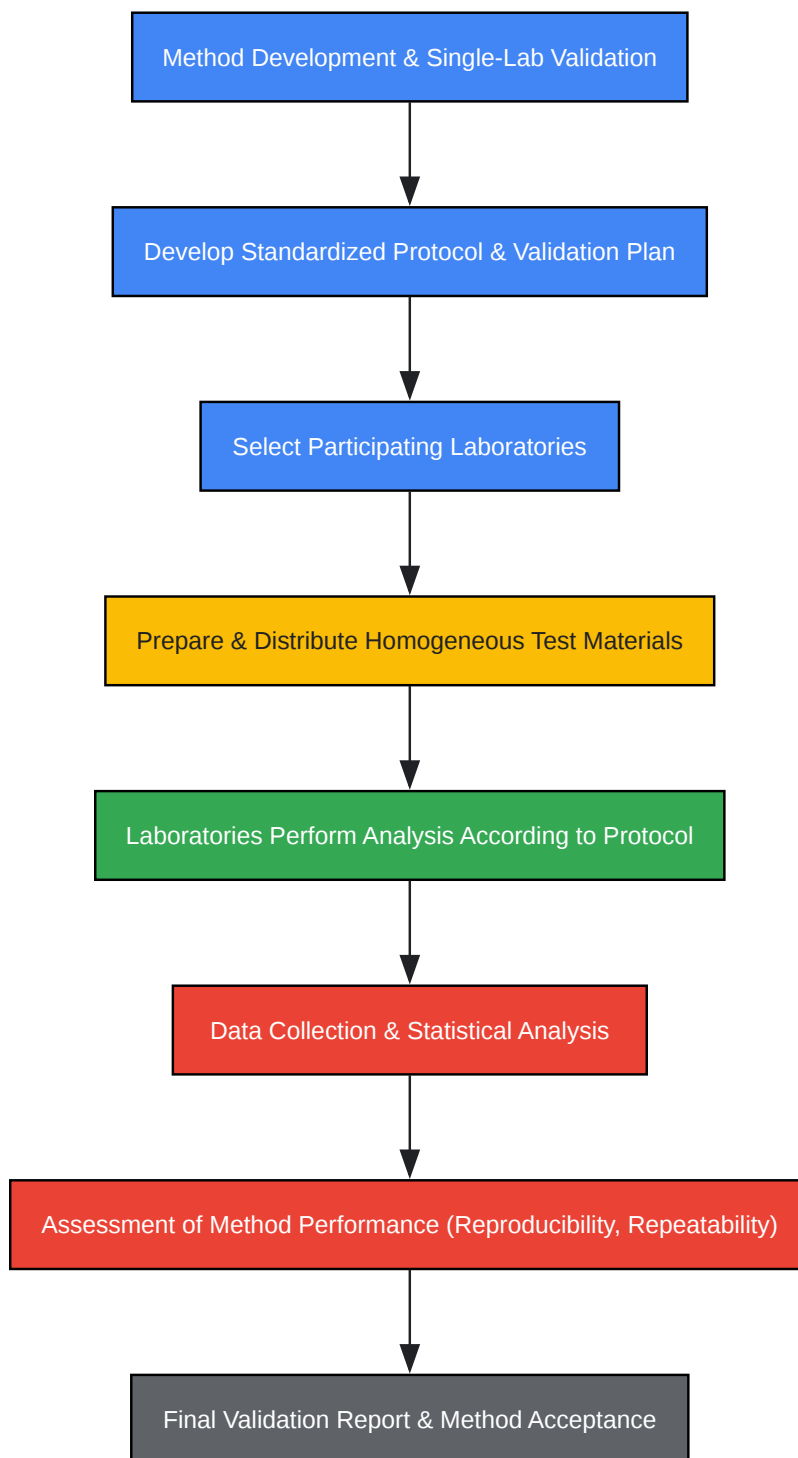 Method Development & Single-Lab Validation
Develop Standardized Protocol & Validation Plan
Select Participating Laboratories
Prepare & Distribute Homogeneous Test Materials
Laboratories Perform Analysis According to Protocol
Data Collection & Statistical Analysis
Assessment of Method Performance (Reproducibility, Repeatability)
Final Validation Report & Method Acceptance